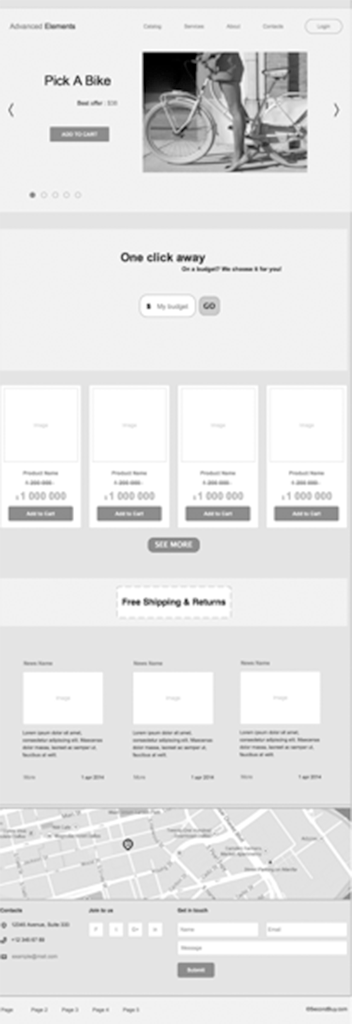 Advanced Elements
Catalog Services About Contacts Login
Pick A Bike
Best offer : $39
ADD TO CART
One click away
On a budget? We choose it for you!
$ My budget GO
image image image image
Product Name Product Name Product Name Product Name
1 200 000 1 200 000 1 200 000 1 200 000
$ 1 000 000 $ 1 000 000 $ 1 000 000 $ 1 000 000
Add to Cart Add to Cart Add to Cart Add to Cart
SEE MORE
Free Shipping & Returns
News Name News Name News Name
image image image
Lorem ipsum dolor sit amet, Lorem ipsum dolor sit amet, Lorem ipsum dolor sit amet,
consectetur adipiscing elit. Maecenas consectetur adipiscing elit. Maecenas consectetur adipiscing elit. Maecenas
dolor massa, laoreet ac semper ut, dolor massa, laoreet ac semper ut, dolor massa, laoreet ac semper ut,
faucibus sit velit. faucibus sit velit. faucibus sit velit.
More 1 apr 2014 More 1 apr 2014 More 1 apr 2014
Contacts Join to us Get in touch
12345 Avenue, Suite 330
+12 345 67 89
example@mail.com
Name Email
Message
Submit
Page Page 2 Page 3 Page 4 Page 5 ©SecondBuy.com